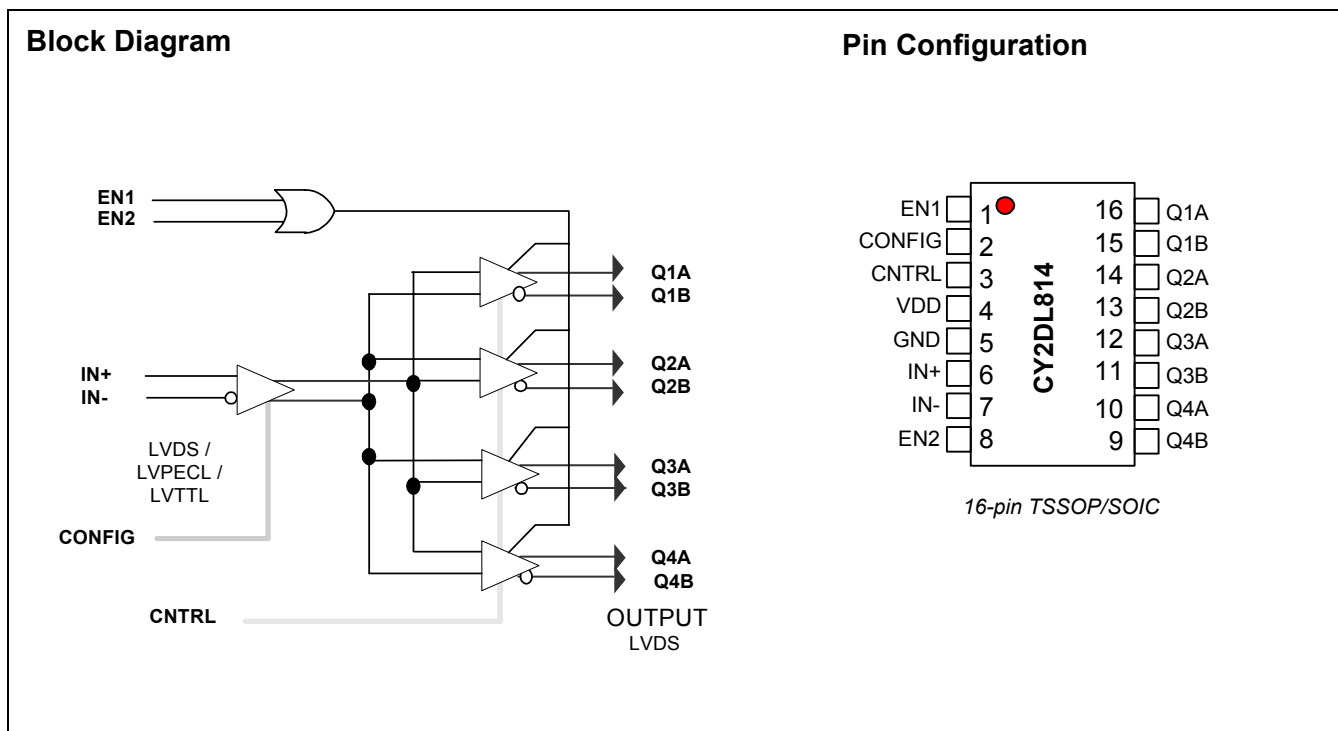 Block Diagram
EN1
EN2
Q1A
Q1B
Q2A
Q2B
IN+
IN-
LVDS /
LVPECL /
LVTTL
Q3A
Q3B
CONFIG
Q4A
Q4B
CNTRL
OUTPUT
LVDS
Pin Configuration
EN1 1 16 Q1A
CONFIG 2 15 Q1B
CNTRL 3 14 Q2A
VDD 4 13 Q2B
GND 5 12 Q3A
IN+ 6 11 Q3B
IN- 7 10 Q4A
EN2 8 9 Q4B
CY2DL814
16-pin TSSOP/SOIC